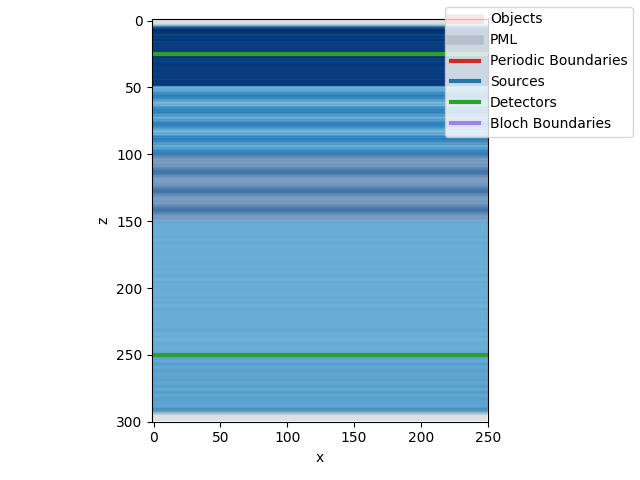 Objects
PML
Periodic Boundaries
Sources
Detectors
Bloch Boundaries
0
50
100
150
200
250
300
z
0
50
100
150
200
250
x